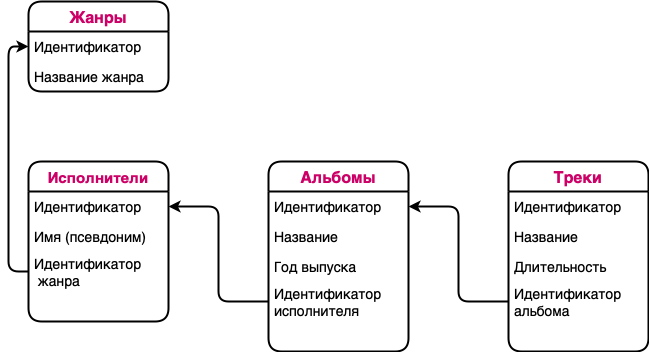 Жанры
Идентификатор
Название жанра
Исполнители
Идентификатор
Имя (псевдоним)
Идентификатор
жанра
Альбомы
Идентификатор
Название
Год выпуска
Идентификатор
исполнителя
Треки
Идентификатор
Название
Длительность
Идентификатор
альбома